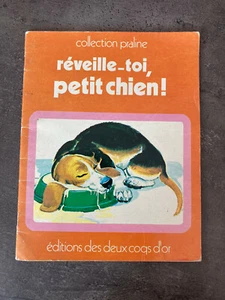 collection praline
réveille-toi,
petit chien!
éditions des deux coqs d'or